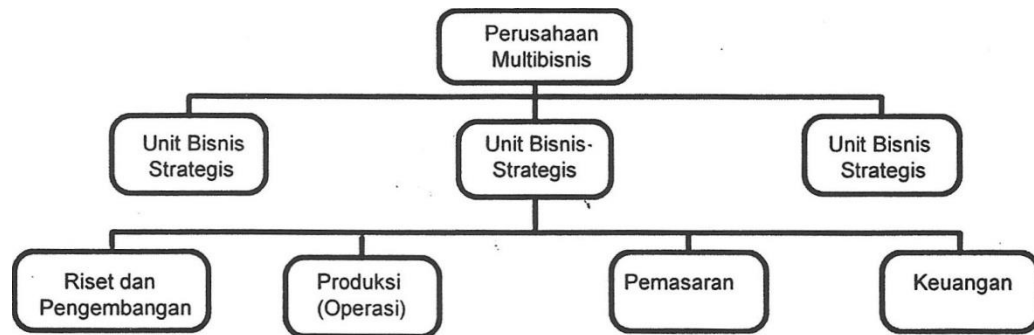 Perusahaan
Multibisnis
Unit Bisnis
Strategis
Unit Bisnis-
Strategis
Unit Bisnis
Strategis
Riset dan
Pengembangan
Produksi
(Operasi)
Pemasaran
Keuangan